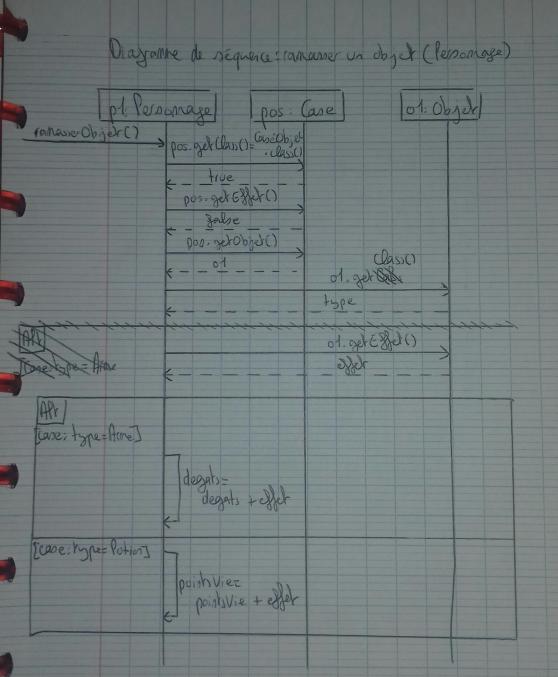 Diagramme de séquence: ramasser un objet (Personnage)
p1: Personnage
pos: Case
o1: Objet
ramasserObjet()
pos.getClass()=CaseObjet
.class()
true
pos.getEffet()
false
pos.getObjet()
o1
class()
o1.get
type
Alt
o1.getEffet()
[case: type = Arme
effet
Alt
[case: type=Arme]
degats=
degats + effet
[case: type=Potion]
pointsVie=
pointsVie + effet